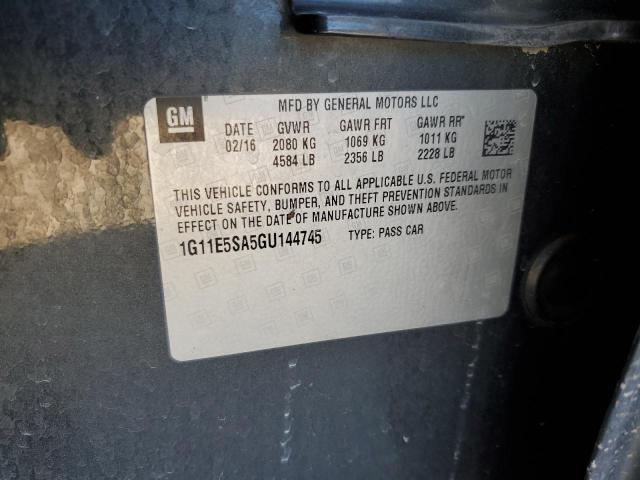 GM
MFD BY GENERAL MOTORS LLC
DATE GVWR GAWR FRT GAWR RR*
02/16 2080 KG 1069 KG 1011 KG
4584 LB 2356 LB 2228 LB
THIS VEHICLE CONFORMS TO ALL APPLICABLE U.S. FEDERAL MOTOR
VEHICLE SAFETY, BUMPER, AND THEFT PREVENTION STANDARDS IN
EFFECT ON THE DATE OF MANUFACTURE SHOWN ABOVE.
1G11E5SA5GU144745 TYPE: PASS CAR